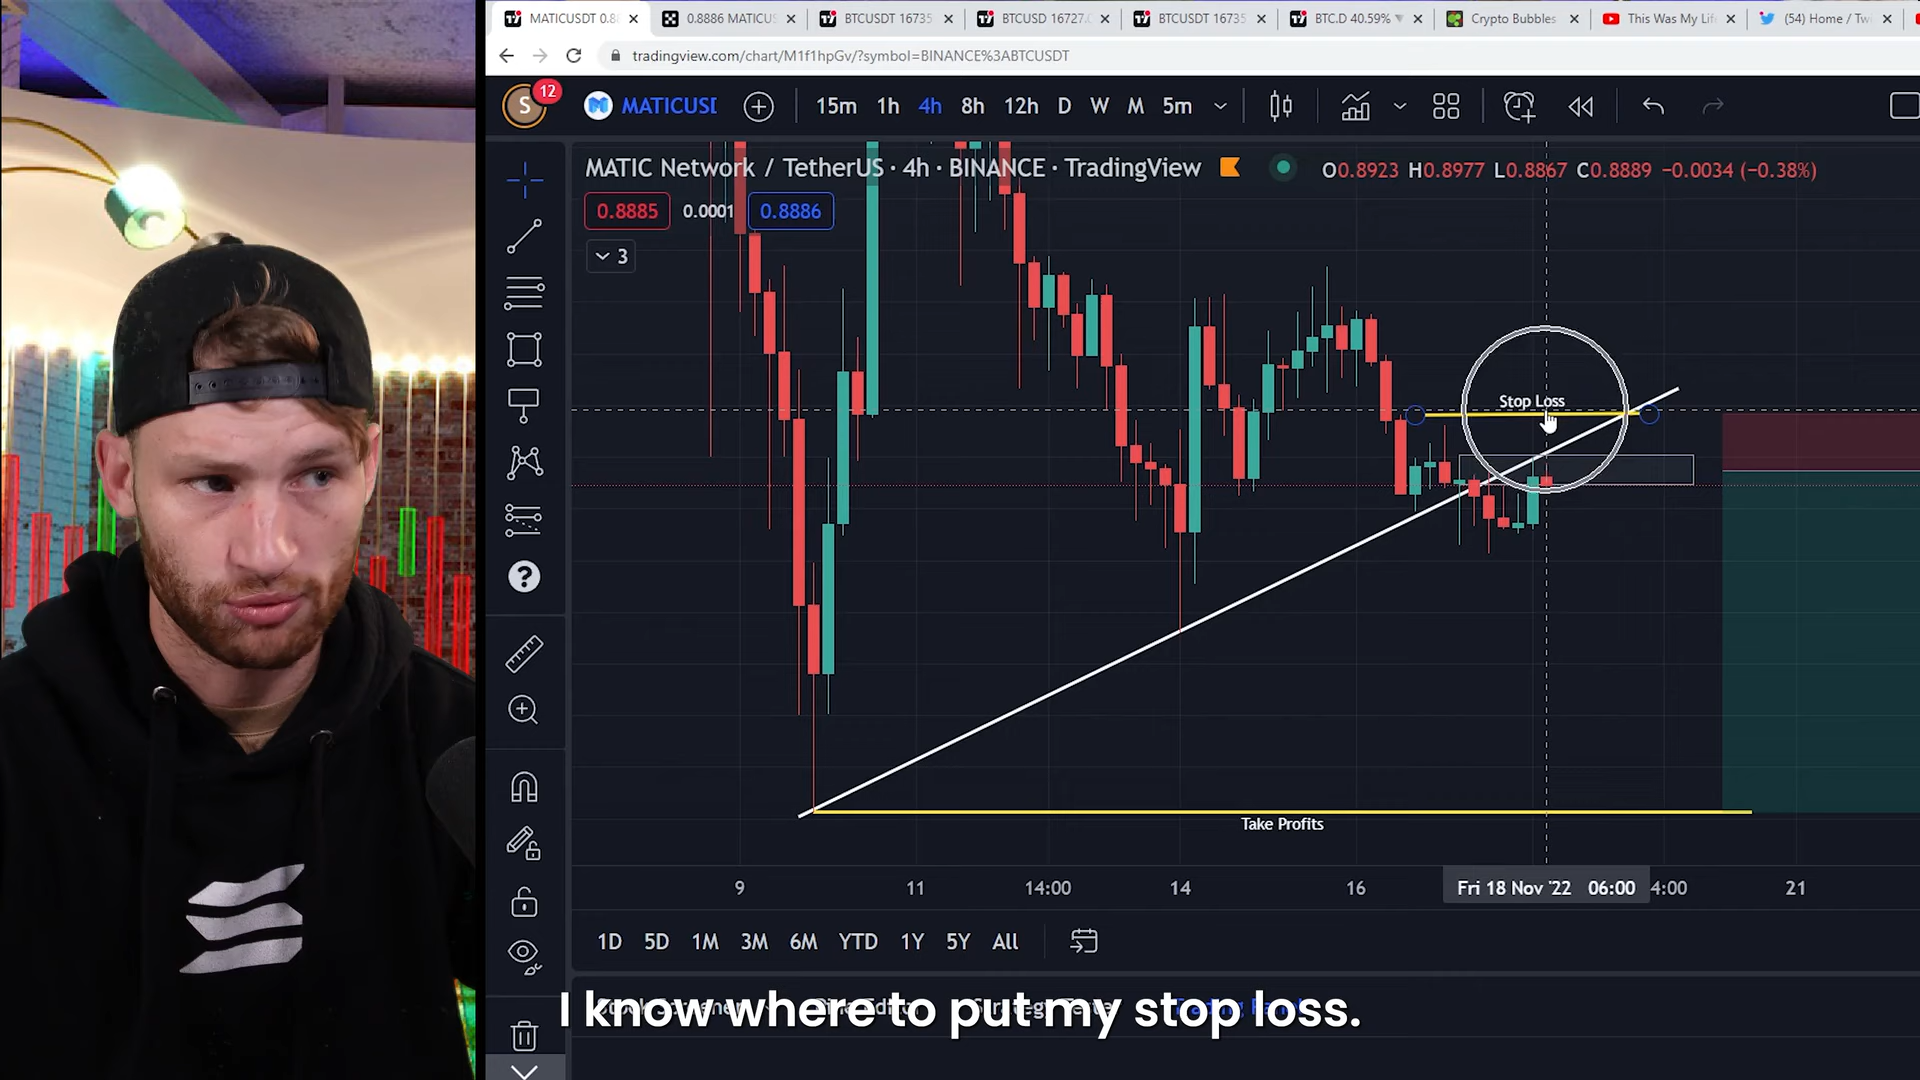 MATICUSDT 0.8
0.8886 MATICUS
BTCUSDT 16735
BTCUSD 16727.
BTCUSDT 16735
BTC.D 40.59% ▼
Crypto Bubbles
This Was My Li
(54) Home / Tw
tradingview.com/chart/M1f1hpGv/?symbol=BINANCE%3ABTCUSDT
S 12 MATICUSD 15m 1h 4h 8h 12h D W M 5m
MATIC Network / TetherUS · 4h · BINANCE · TradingView O0.8923 H0.8977 L0.8867 C0.8889 −0.0034 (−0.38%)
0.8885 0.0001 0.8886
3
Stop Loss
Take Profits
9 11 14:00 14 16 Fri 18 Nov '22 06:00 4:00 21
1D 5D 1M 3M 6M YTD 1Y 5Y All
I know where to put my stop loss.